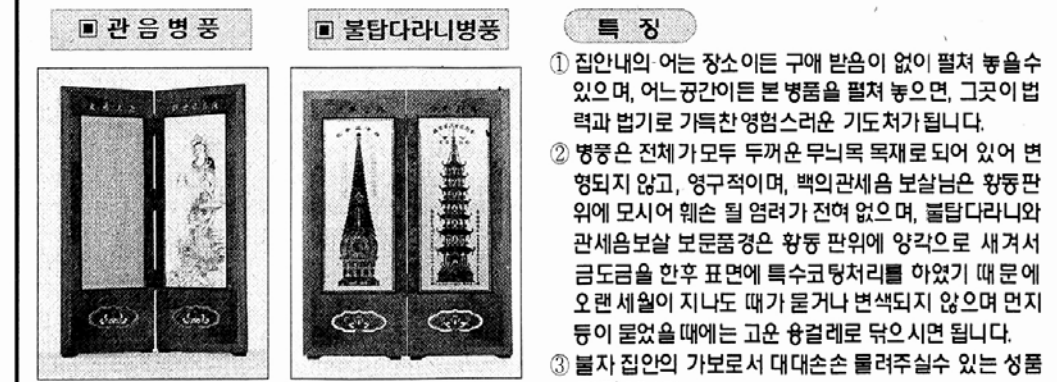 ▣ 관 음 병 풍
▣ 불탑다라니병풍
특 징
① 집안내의 어는 장소이든 구애 받음이 없이 펼쳐 놓을수
있으며, 어느공간이든 본 병풍을 펼쳐 놓으면, 그곳이 법
력과 법기로 가득찬 영험스러운 기도처가 됩니다.
② 병풍은 전체가 모두 두꺼운 무늬목 목재로 되어 있어 변
형되지 않고, 영구적이며, 백의관세음 보살님은 황동판
위에 모시어 훼손 될 염려가 전혀 없으며, 불탑다라니와
관세음보살 보문품경은 황동 판위에 양각으로 새겨서
금도금을 한후 표면에 특수코팅처리를 하였기 때문에
오랜 세월이 지나도 때가 묻거나 변색되지 않으며 먼지
등이 묻었을 때에는 고운 융걸레로 닦으시면 됩니다.
③ 불자 집안의 가보로서 대대손손 물려주실수 있는 성품